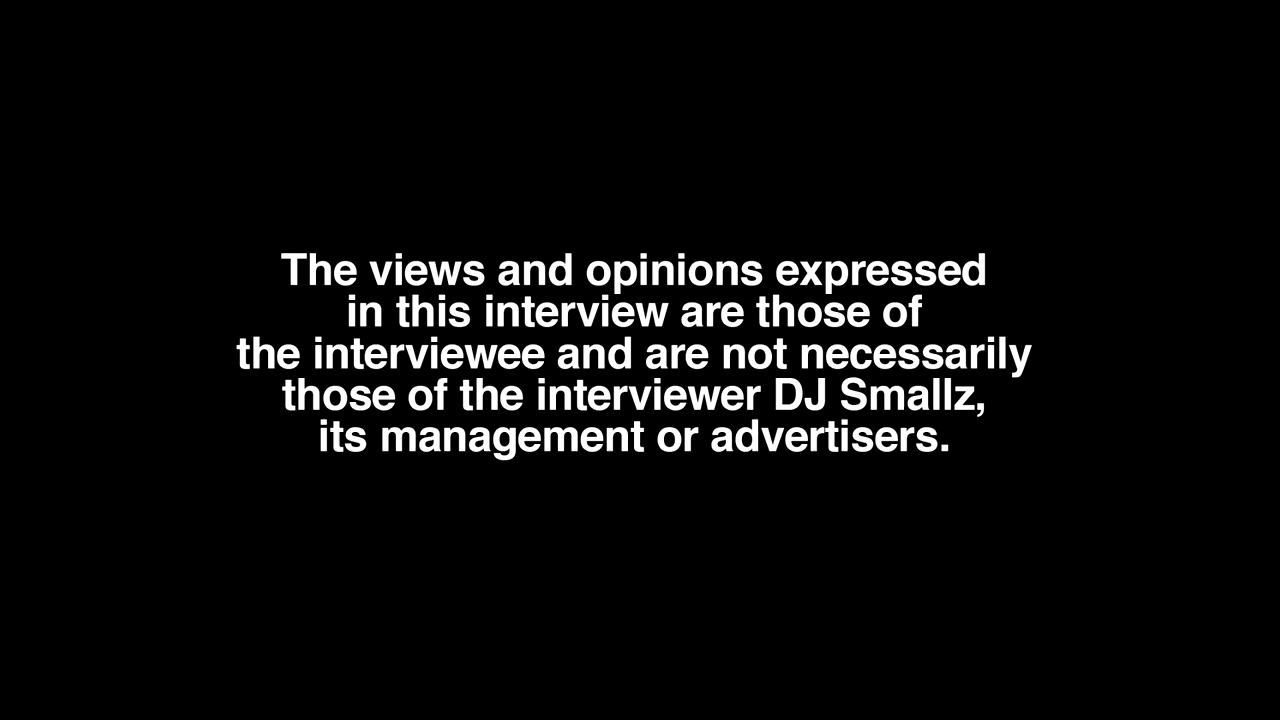 The views and opinions expressed
in this interview are those of
the interviewee and are not necessarily
those of the interviewer DJ Smallz,
its management or advertisers.